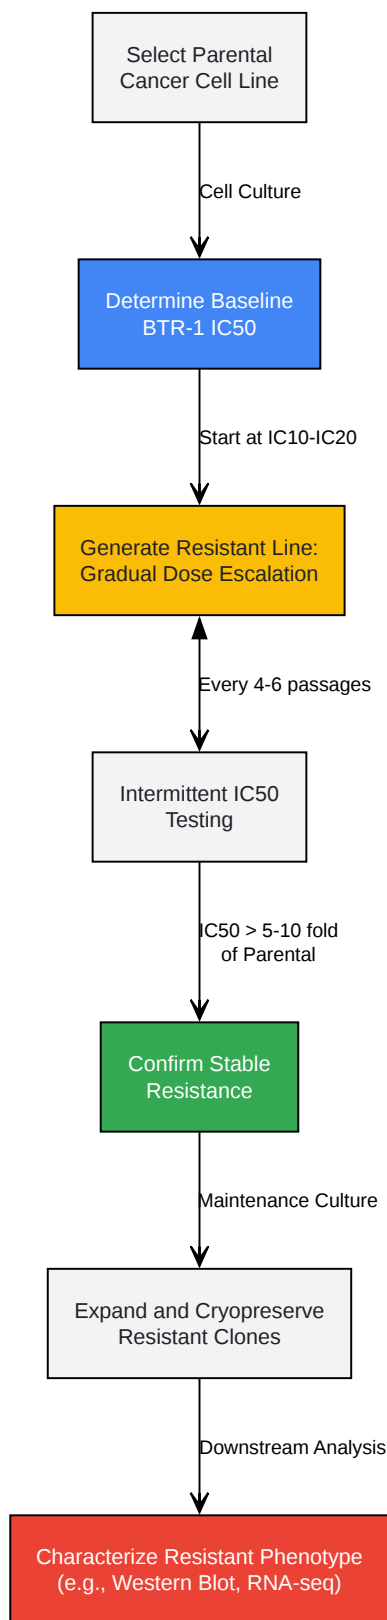 Select Parental
Cancer Cell Line
Cell Culture
Determine Baseline
BTR-1 IC50
Start at IC10-IC20
Generate Resistant Line:
Gradual Dose Escalation
Every 4-6 passages
Intermittent IC50
Testing
IC50 > 5-10 fold
of Parental
Confirm Stable
Resistance
Maintenance Culture
Expand and Cryopreserve
Resistant Clones
Downstream Analysis
Characterize Resistant Phenotype
(e.g., Western Blot, RNA-seq)